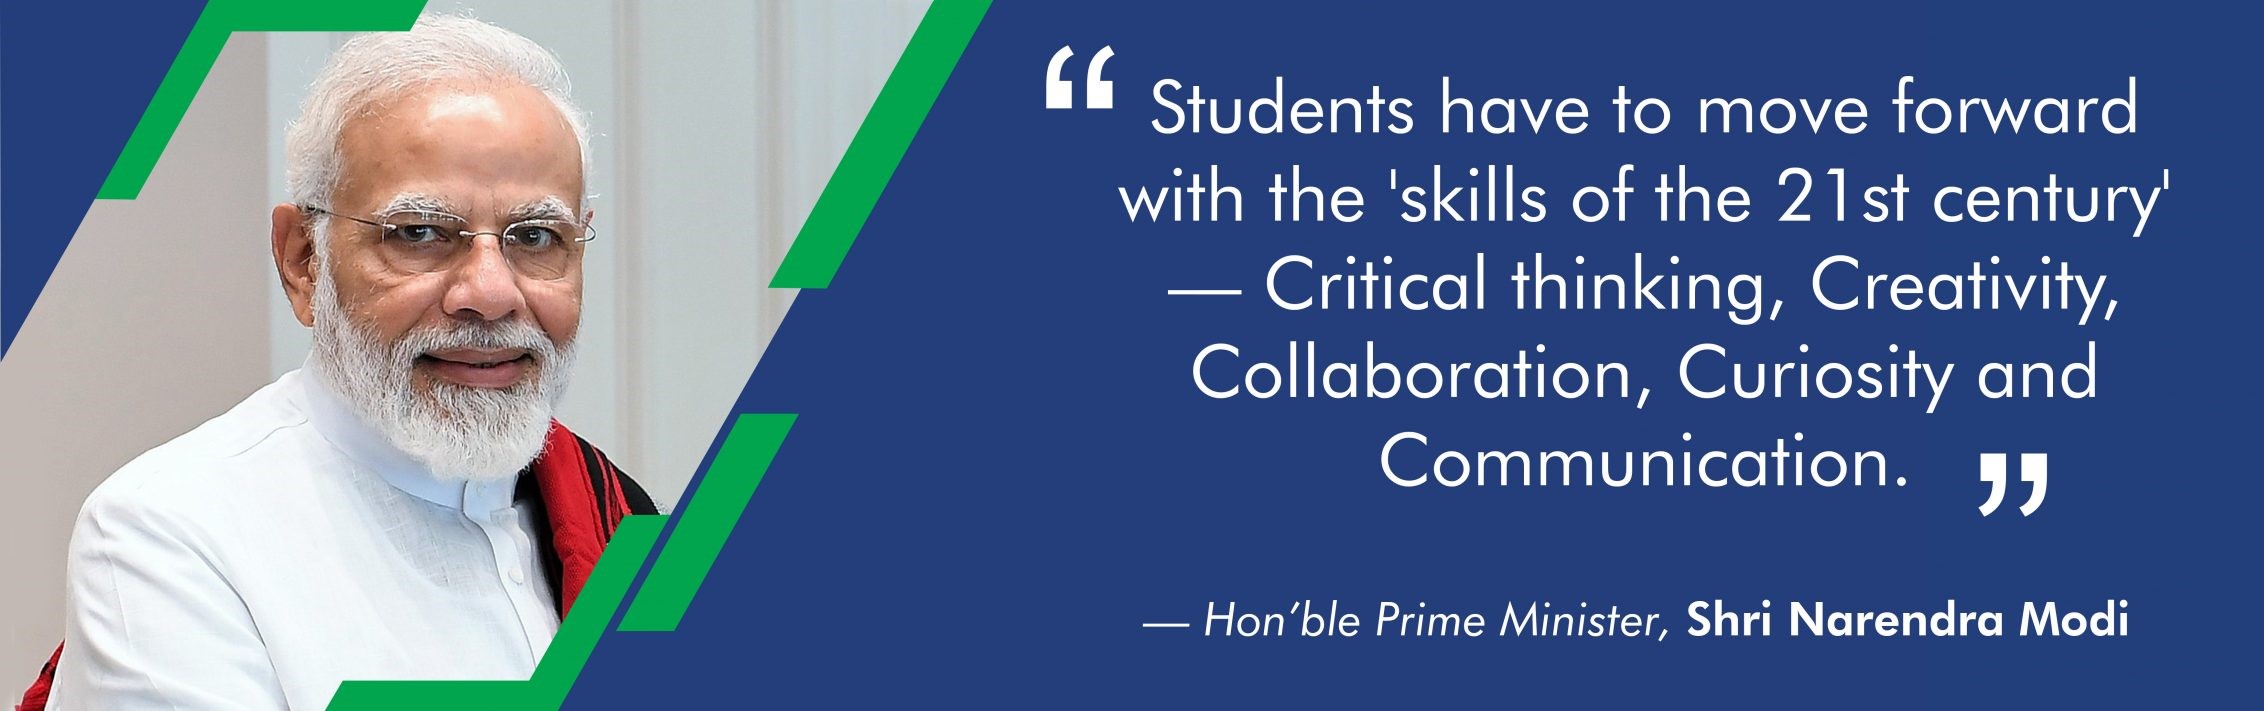 “ Students have to move forward
with the 'skills of the 21st century'
— Critical thinking, Creativity,
Collaboration, Curiosity and
Communication. ”
— Hon’ble Prime Minister, Shri Narendra Modi